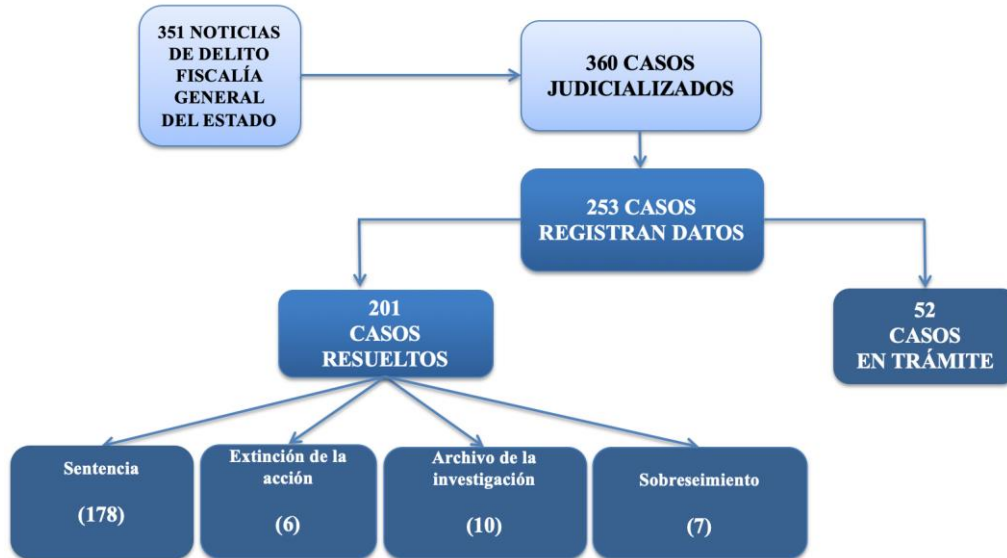 351 NOTICIAS
DE DELITO
FISCALÍA
GENERAL
DEL ESTADO
360 CASOS
JUDICIALIZADOS
253 CASOS
REGISTRAN DATOS
201
CASOS
RESUELTOS
52
CASOS
EN TRÁMITE
Sentencia
(178)
Extinción de la
acción
(6)
Archivo de la
investigación
(10)
Sobreseimiento
(7)